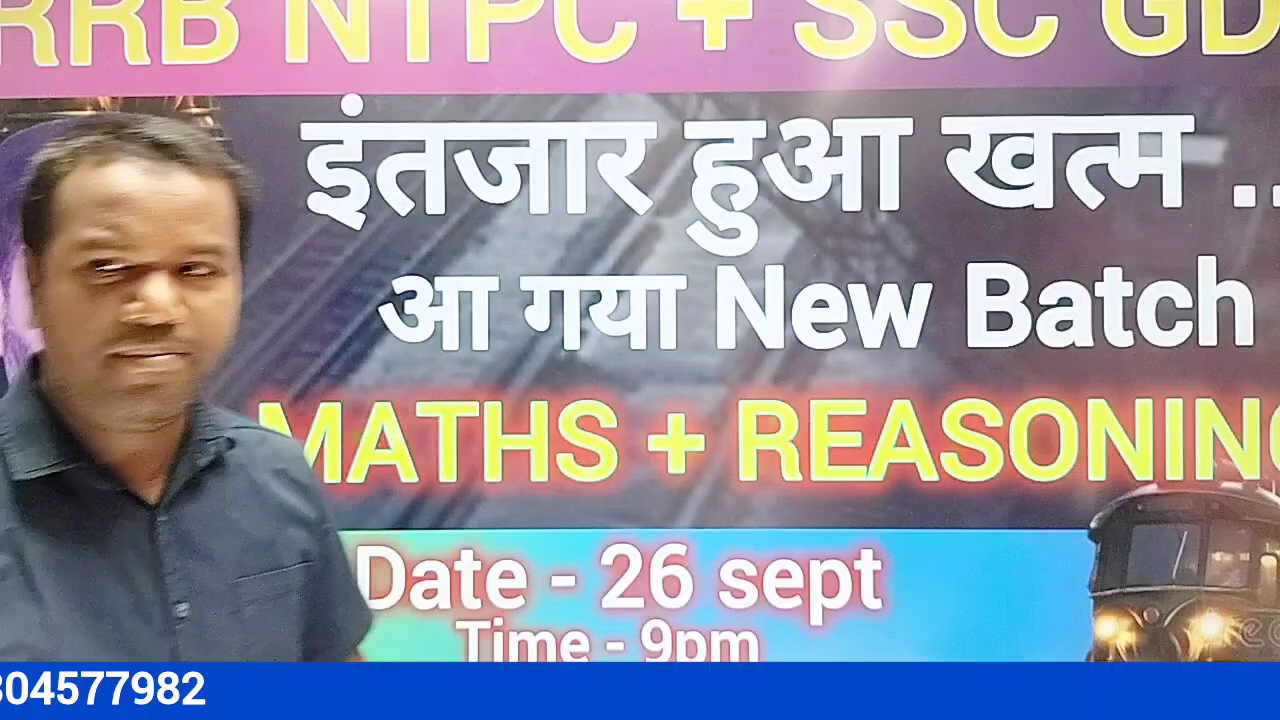 RRB NTPC + SSC GD
इंतजार हुआ खत्म ..
आ गया New Batch
MATHS + REASONING
Date - 26 sept
Time - 9pm
304577982